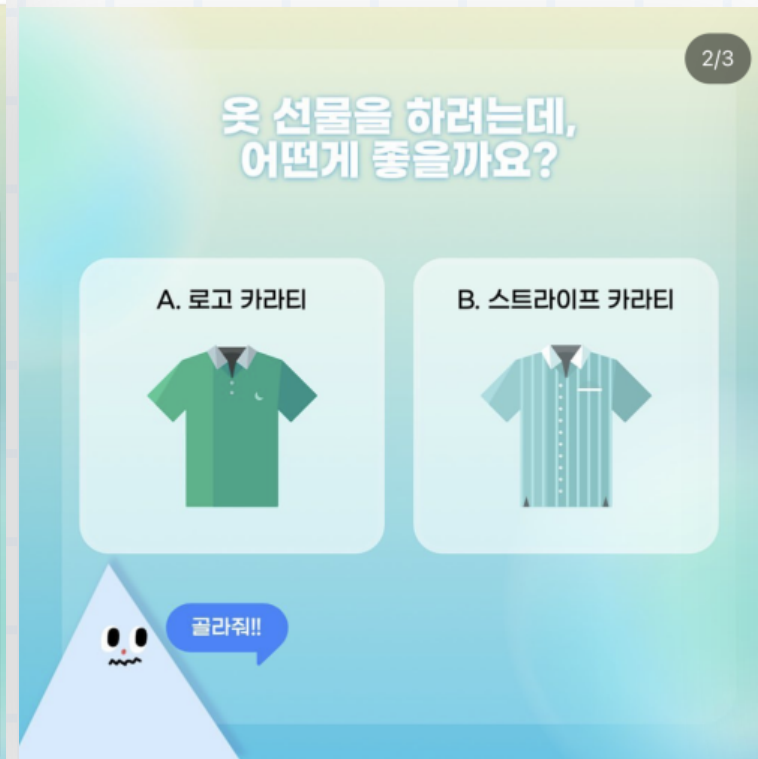 2/3
옷 선물을 하려는데,
어떤게 좋을까요?
A. 로고 카라티
B. 스트라이프 카라티
골라줘!!